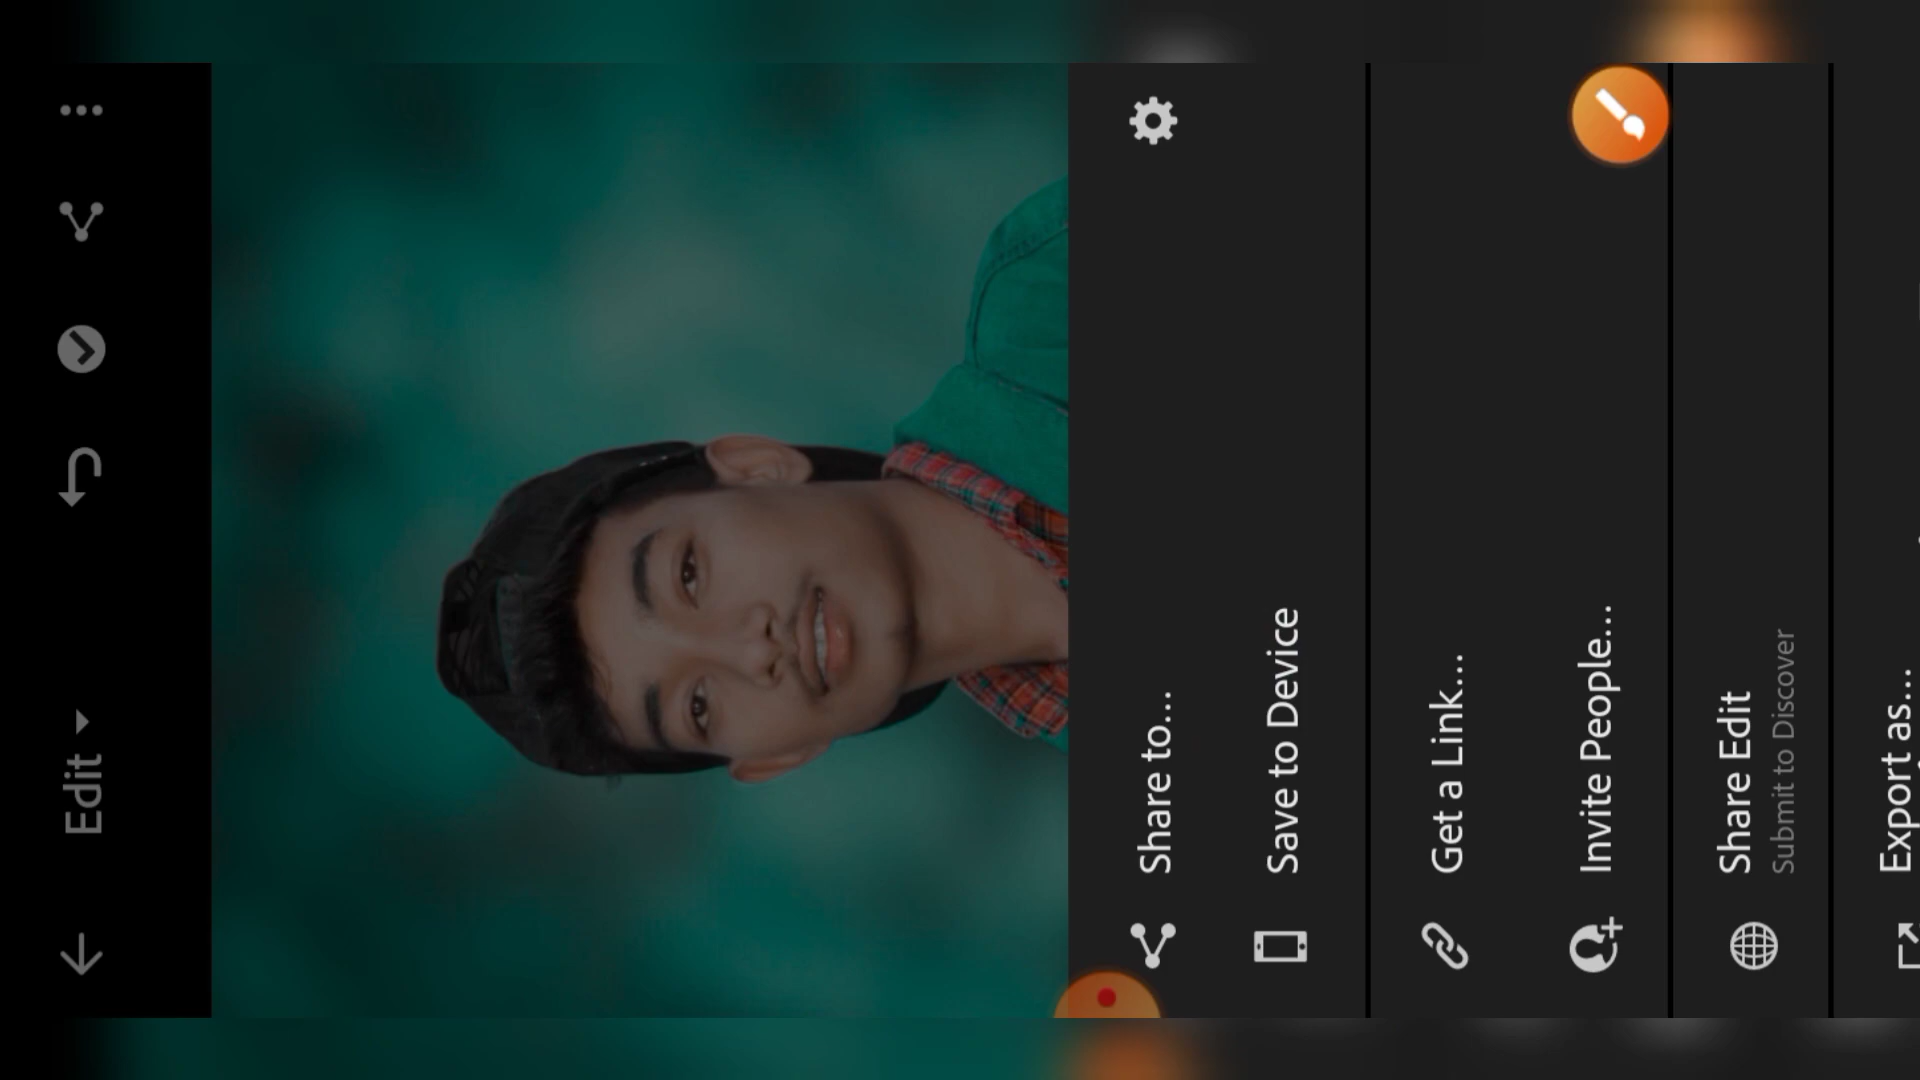 Edit
Share to...
Save to Device
Get a Link...
Invite People...
Share Edit
Submit to Discover
Export as...